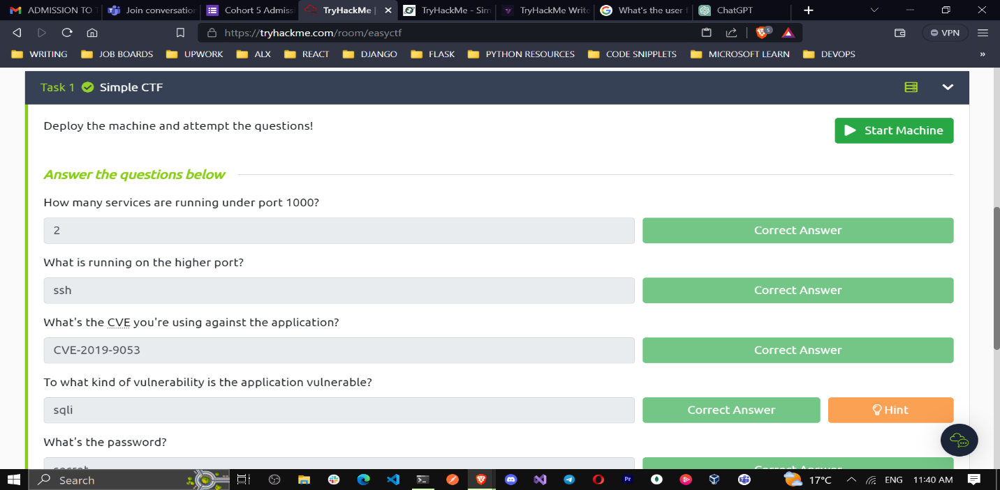 ADMISSION TO
Join conversation
Cohort 5 Admiss
TryHackMe |
TryHackMe - Sim
TryHackMe Write
What's the user f
ChatGPT
https://tryhackme.com/room/easyctf
5
VPN
WRITING
JOB BOARDS
UPWORK
ALX
REACT
DJANGO
FLASK
PYTHON RESOURCES
CODE SNIPPLETS
MICROSOFT LEARN
DEVOPS
»
Task 1 Simple CTF
Deploy the machine and attempt the questions!
Start Machine
Answer the questions below
How many services are running under port 1000?
2
Correct Answer
What is running on the higher port?
ssh
Correct Answer
What's the CVE you're using against the application?
CVE-2019-9053
Correct Answer
To what kind of vulnerability is the application vulnerable?
sqli
Correct Answer
Hint
What's the password?
secret
Correct Answer
Search
Pr
17°C
ENG
11:40 AM